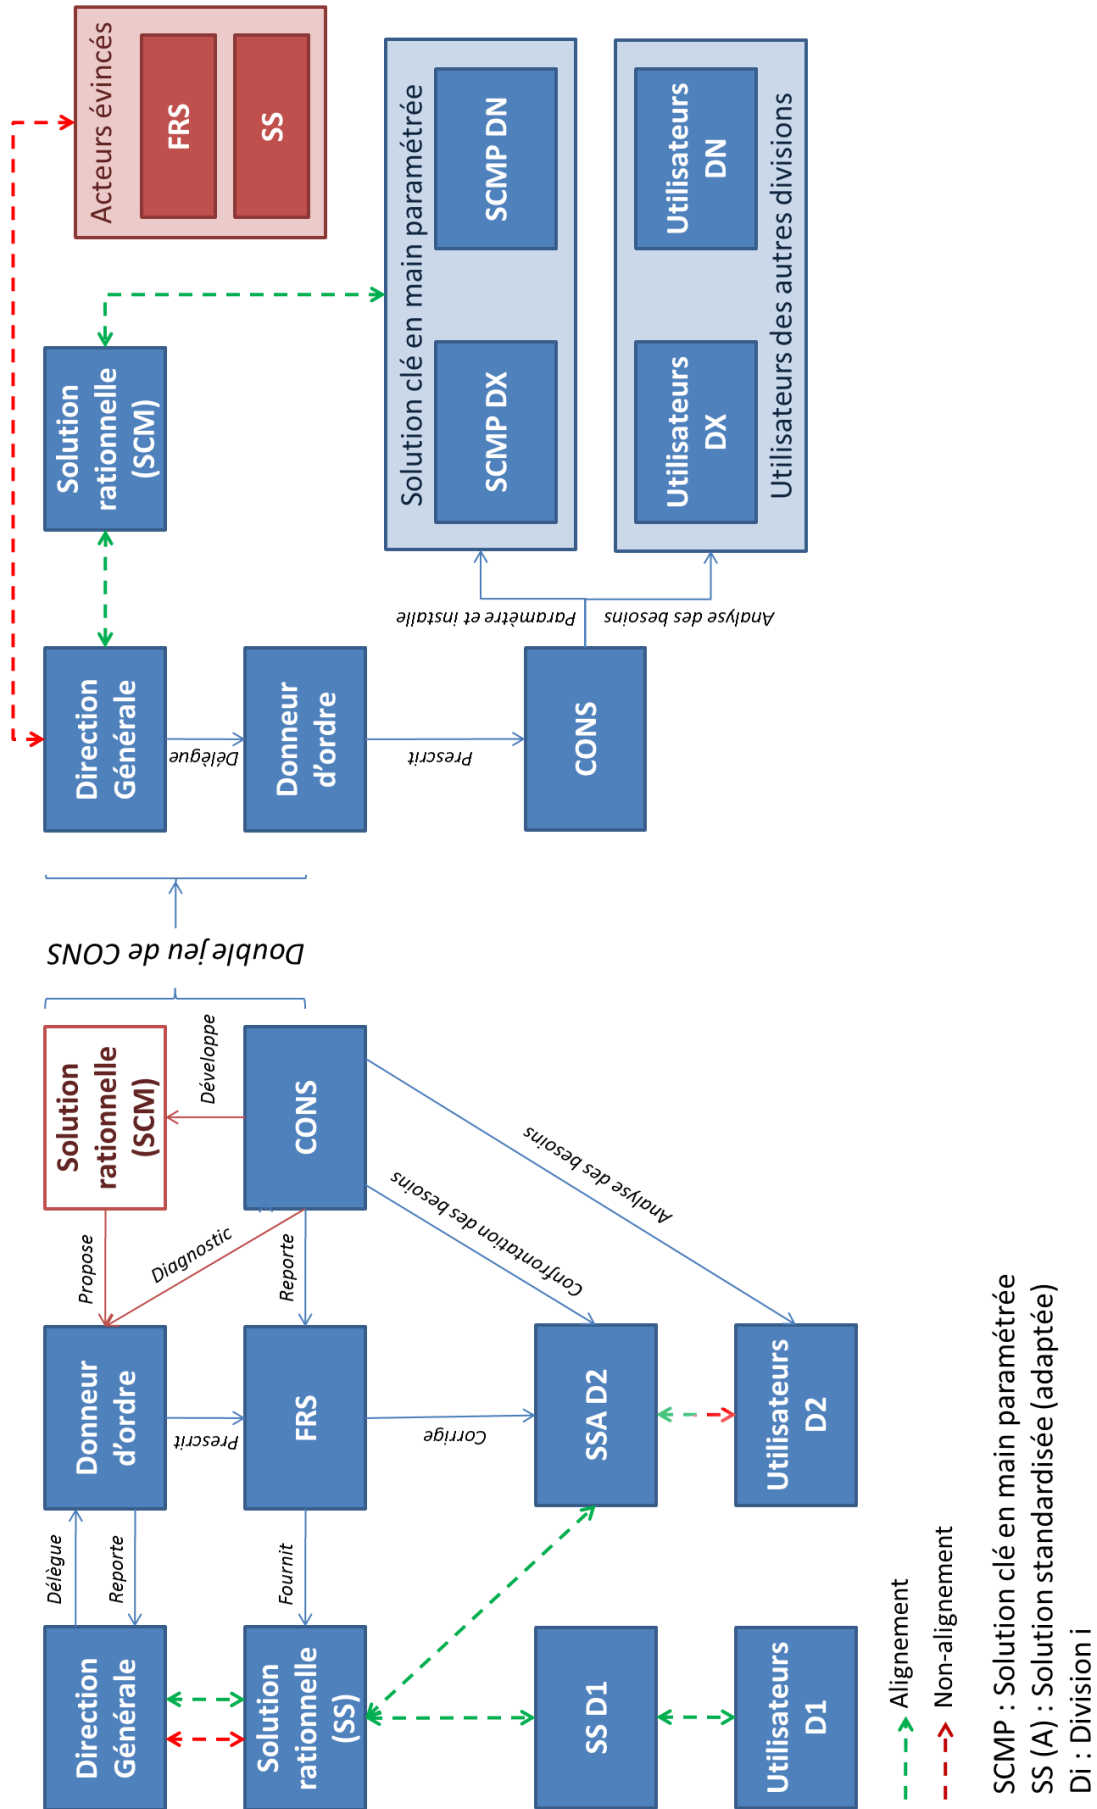 Direction
Générale
Délègue
Reporte
Donneur
d'ordre
Propose
Diagnostic
Solution
rationnelle
(SCM)
Prescrit
Développe
Solution
rationnelle
(SS)
Fournit
FRS
Reporte
CONS
Corrige
Confrontation des besoins
Analyse des besoins
SS D1
SSA D2
Utilisateurs
D1
Utilisateurs
D2
Double jeu de CONS
Direction
Générale
Solution
rationnelle
(SCM)
Acteurs évincés
FRS
SS
Délègue
Donneur
d'ordre
Prescrit
CONS
Paramètre et installe
Analyse des besoins
Solution clé en main paramétrée
SCMP DX
SCMP DN
Utilisateurs
DX
Utilisateurs
DN
Utilisateurs des autres divisions
Alignement
Non-alignement
SCMP : Solution clé en main paramétrée
SS (A) : Solution standardisée (adaptée)
Di : Division i